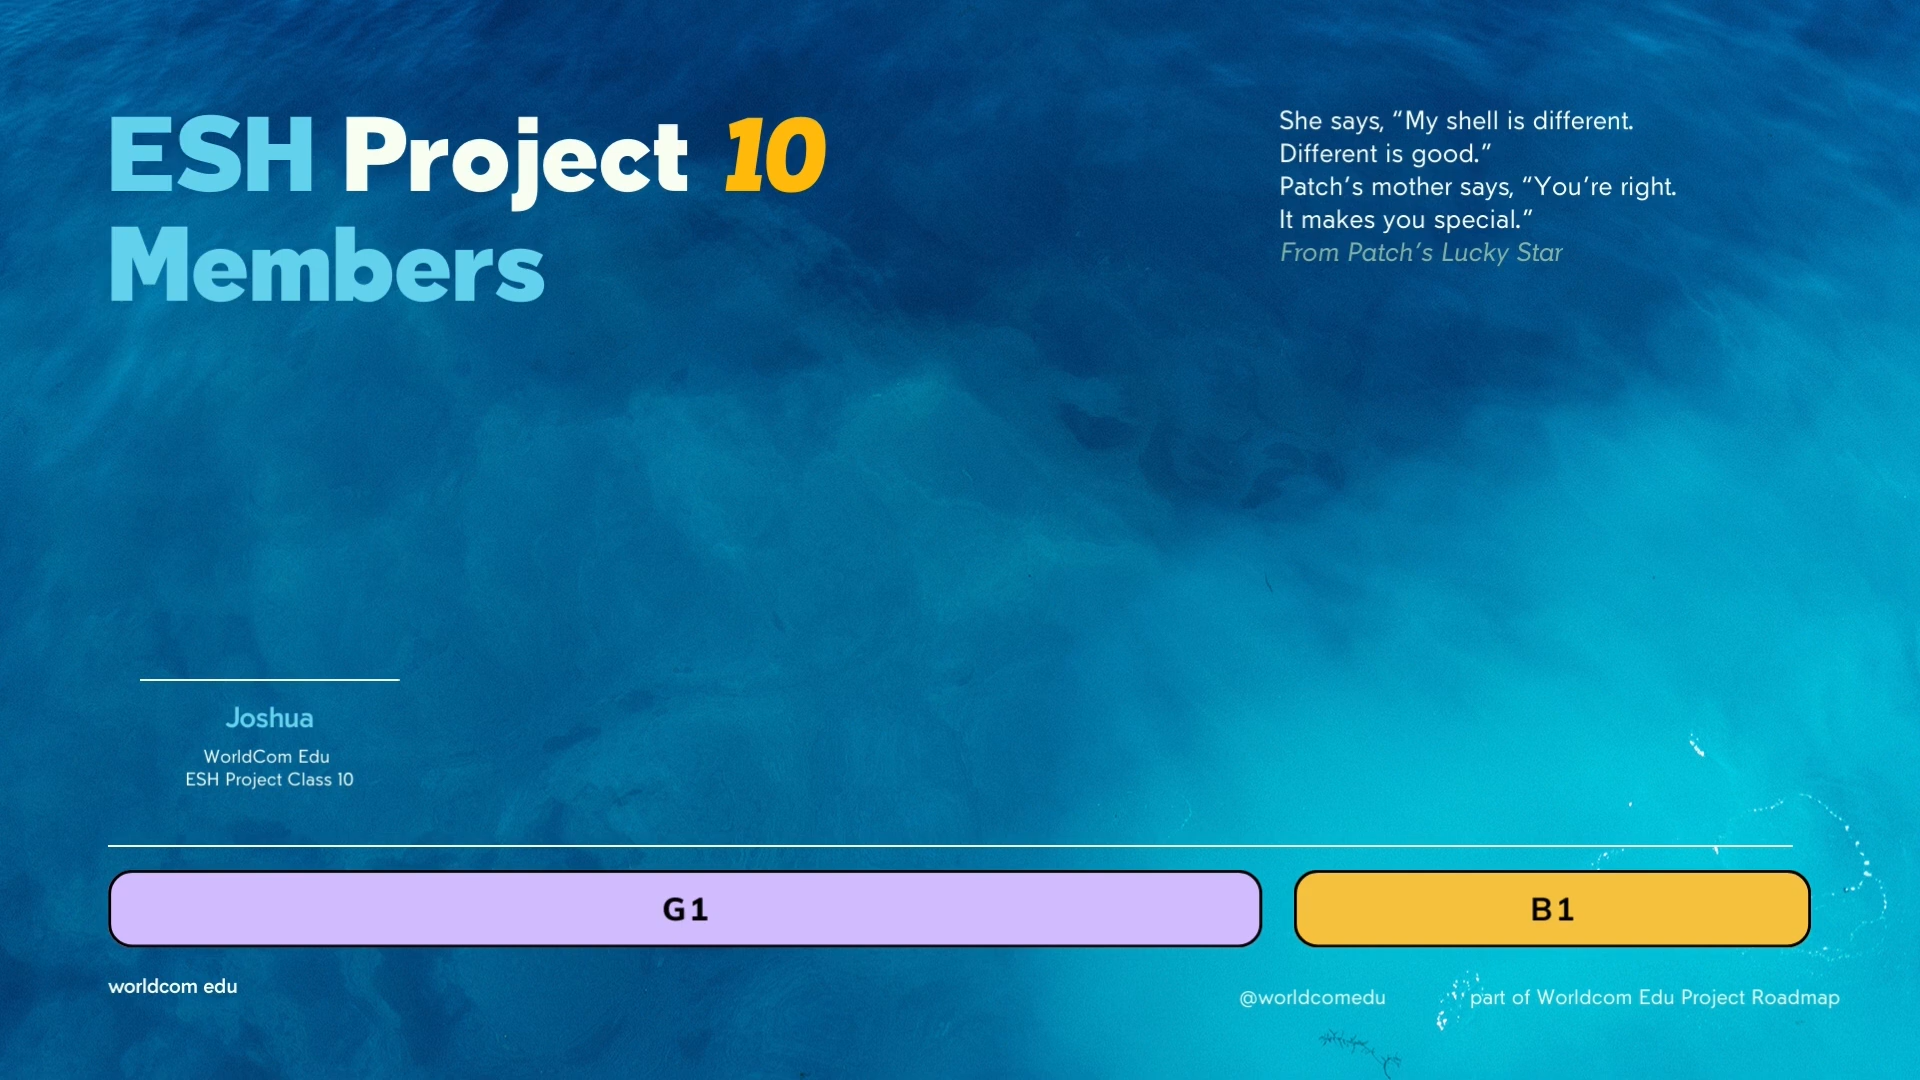 ESH Project 10
Members
She says, “My shell is different.
Different is good.”
Patch’s mother says, “You’re right.
It makes you special.”
From Patch’s Lucky Star
Joshua
WorldCom Edu
ESH Project Class 10
G1
B1
worldcom edu
@worldcomedu
part of Worldcom Edu Project Roadmap